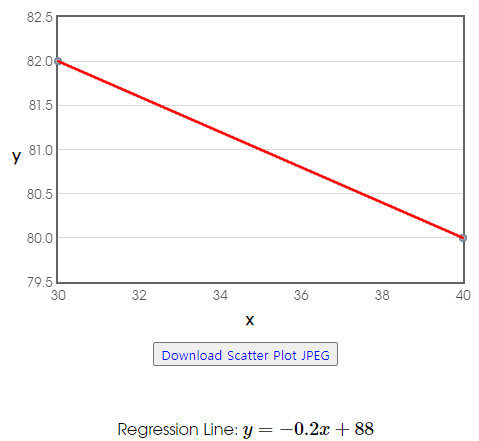 82.5
82.0
81.5
y 81.0
80.5
80.0
79.5
30 32 34 36 38 40
x
Download Scatter Plot JPEG
Regression Line: y = −0.2x + 88